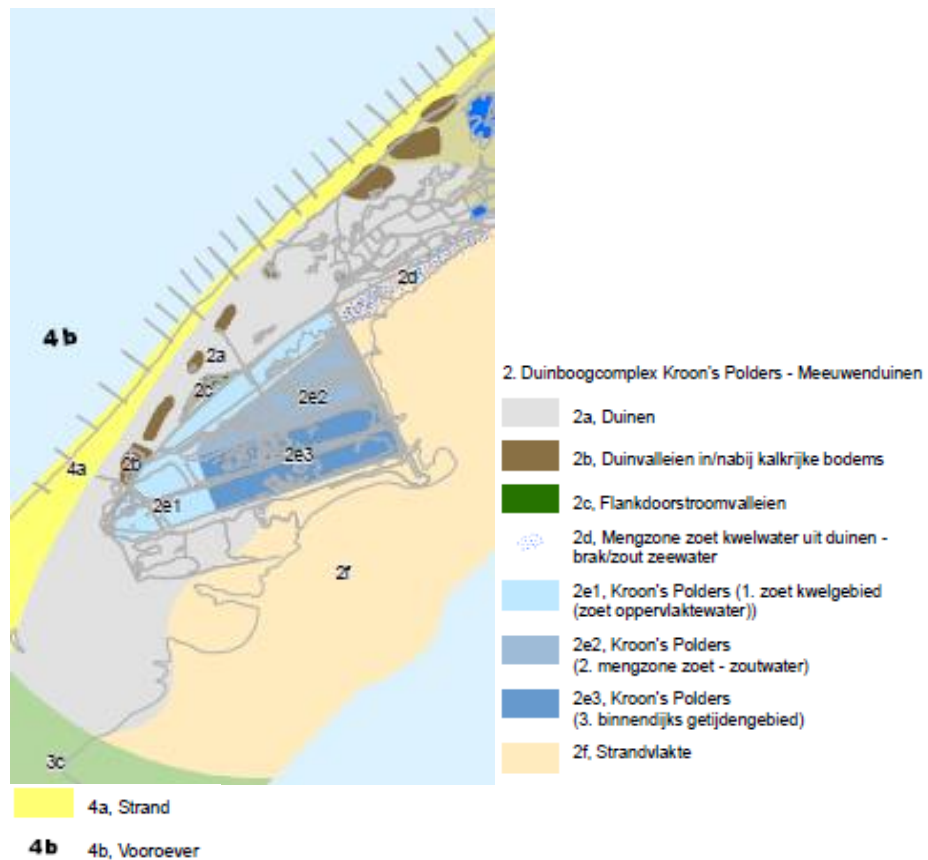 2d
4b
2a
2c
2e2
2b
2e3
4a
2e1
2f
3c
2. Duinboogcomplex Kroon's Polders - Meeuwenduinen
2a, Duinen
2b, Duinvalleien in/nabij kalkrijke bodems
2c, Flankdoorstroomvalleien
2d, Mengzone zoet kwelwater uit duinen -
brak/zout zeewater
2e1, Kroon's Polders (1. zoet kwelgebied
(zoet oppervlaktewater))
2e2, Kroon's Polders
(2. mengzone zoet - zoutwater)
2e3, Kroon's Polders
(3. binnendijks getijdengebied)
2f, Strandvlakte
4a, Strand
4b 4b, Vooroever